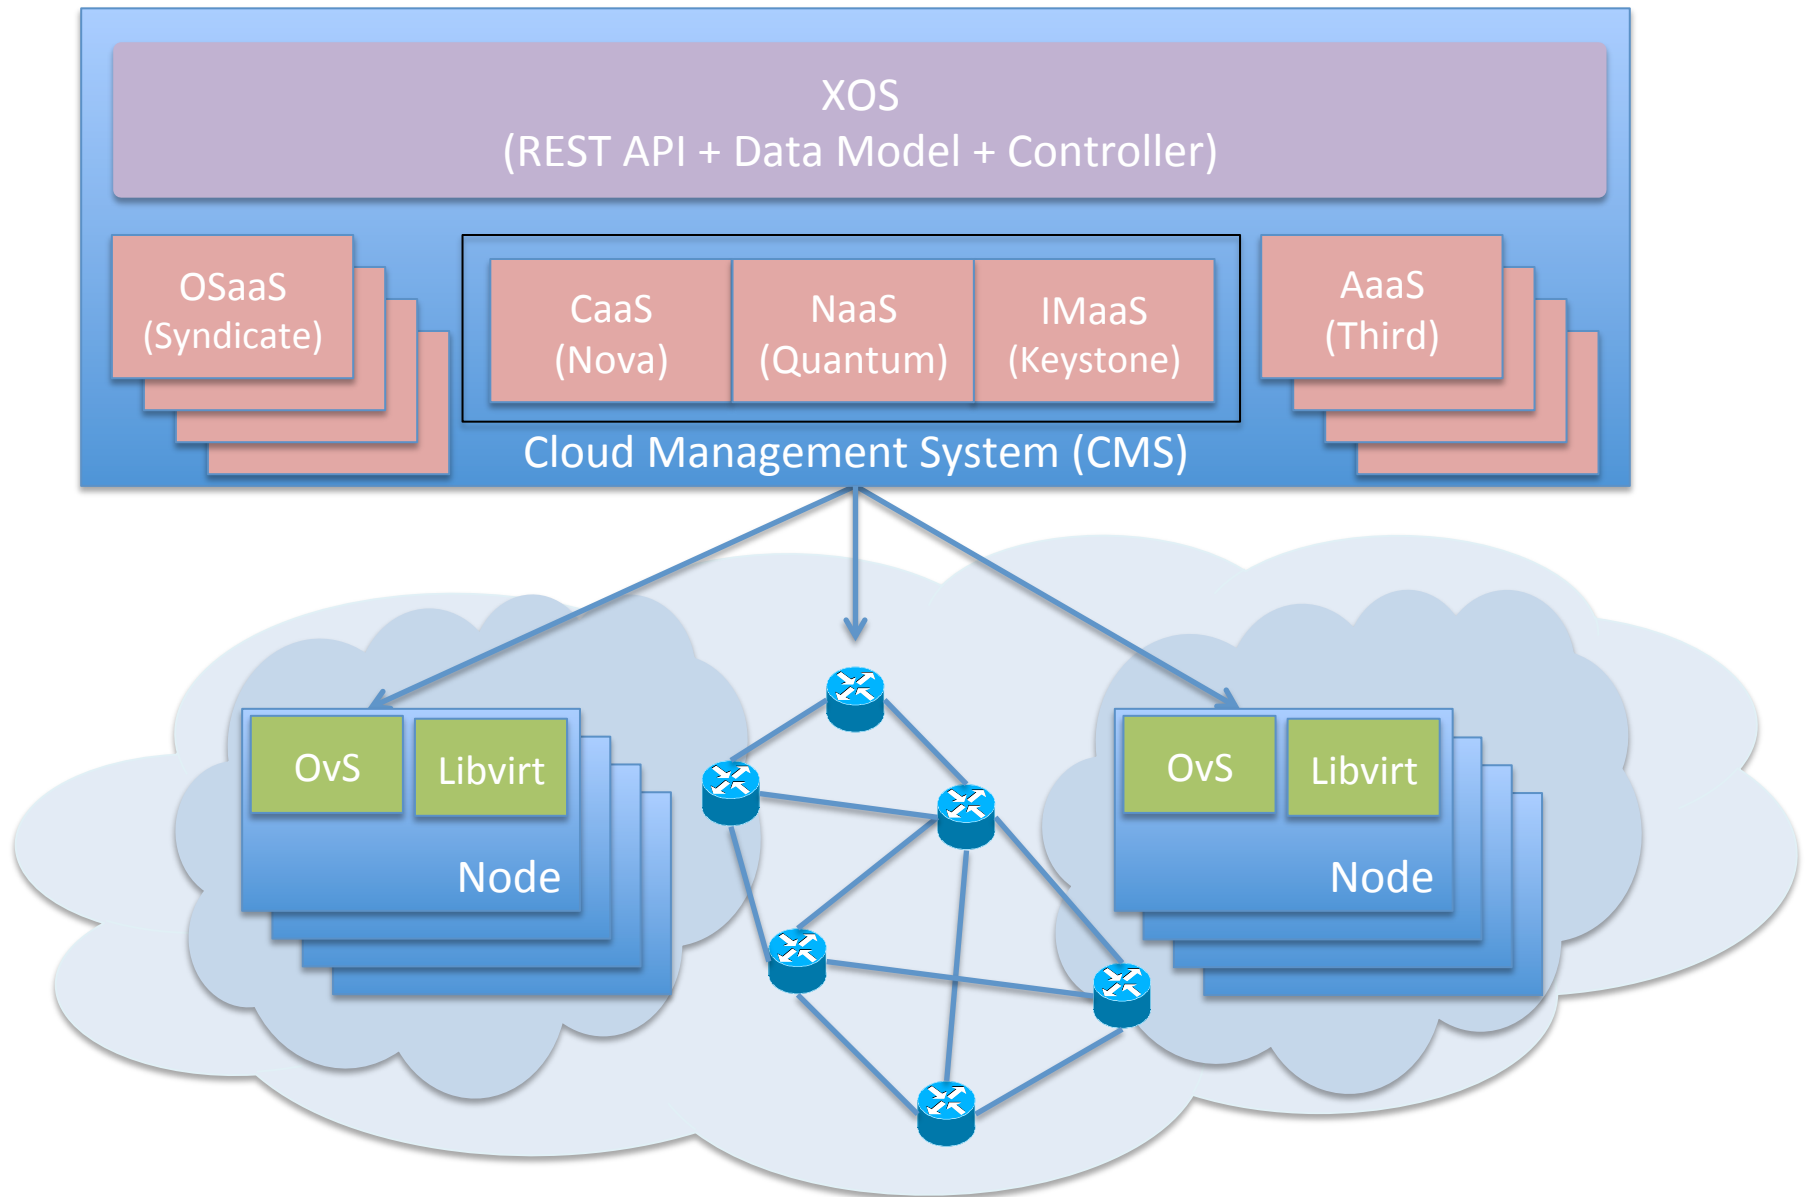 XOS
(REST API + Data Model + Controller)
OSaaS
(Syndicate)
CaaS
(Nova)
NaaS
(Quantum)
IMaaS
(Keystone)
AaaS
(Third)
Cloud Management System (CMS)
OvS
Libvirt
Node
OvS
Libvirt
Node